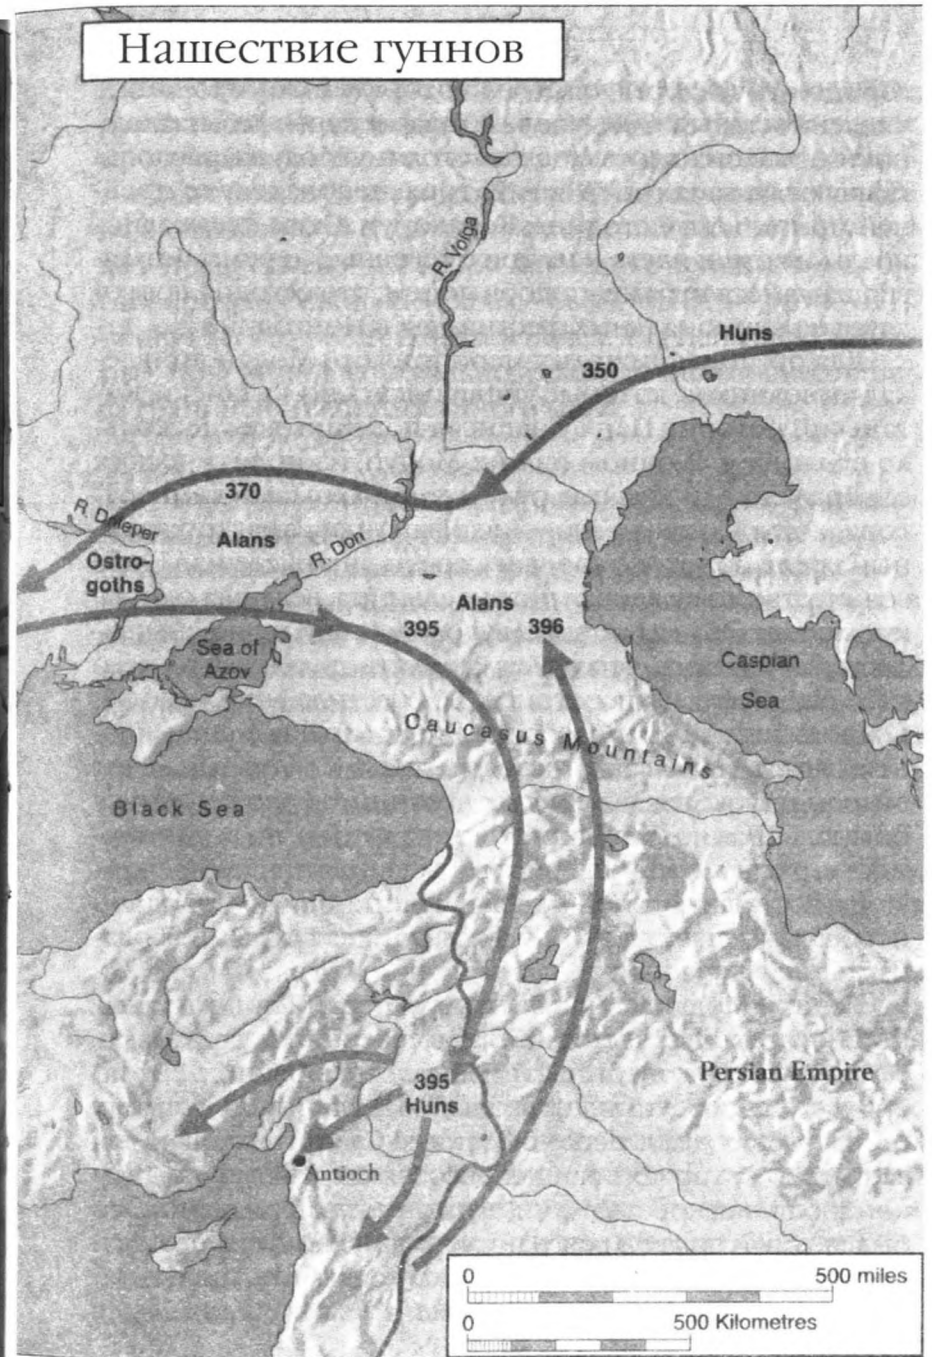 Нашествие гуннов
R. Volga
Huns
350
370
R. Dnieper
Alans
R. Don
Ostro-
goths
Alans
395
396
Sea of
Azov
Caspian
Sea
Caucasus Mountains
Black Sea
Persian Empire
395
Huns
Antioch
0
500 miles
0
500 Kilometres